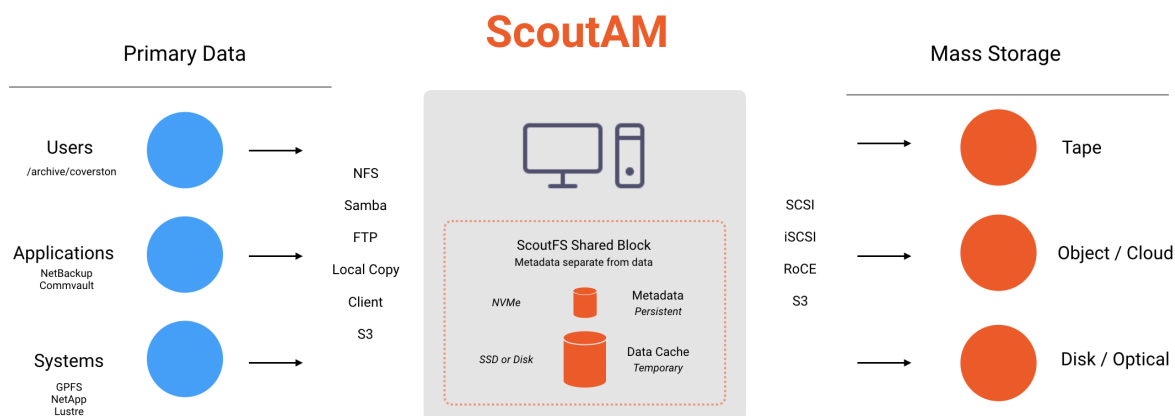 ScoutAM
Primary Data
Users
/archive/coverston
Applications
NetBackup
Commvault
Systems
GPFS
NetApp
Lustre
NFS
Samba
FTP
Local Copy
Client
S3
ScoutFS Shared Block
Metadata separate from data
NVMe
Metadata
Persistent
SSD or Disk
Data Cache
Temporary
SCSI
iSCSI
RoCE
S3
Mass Storage
Tape
Object / Cloud
Disk / Optical